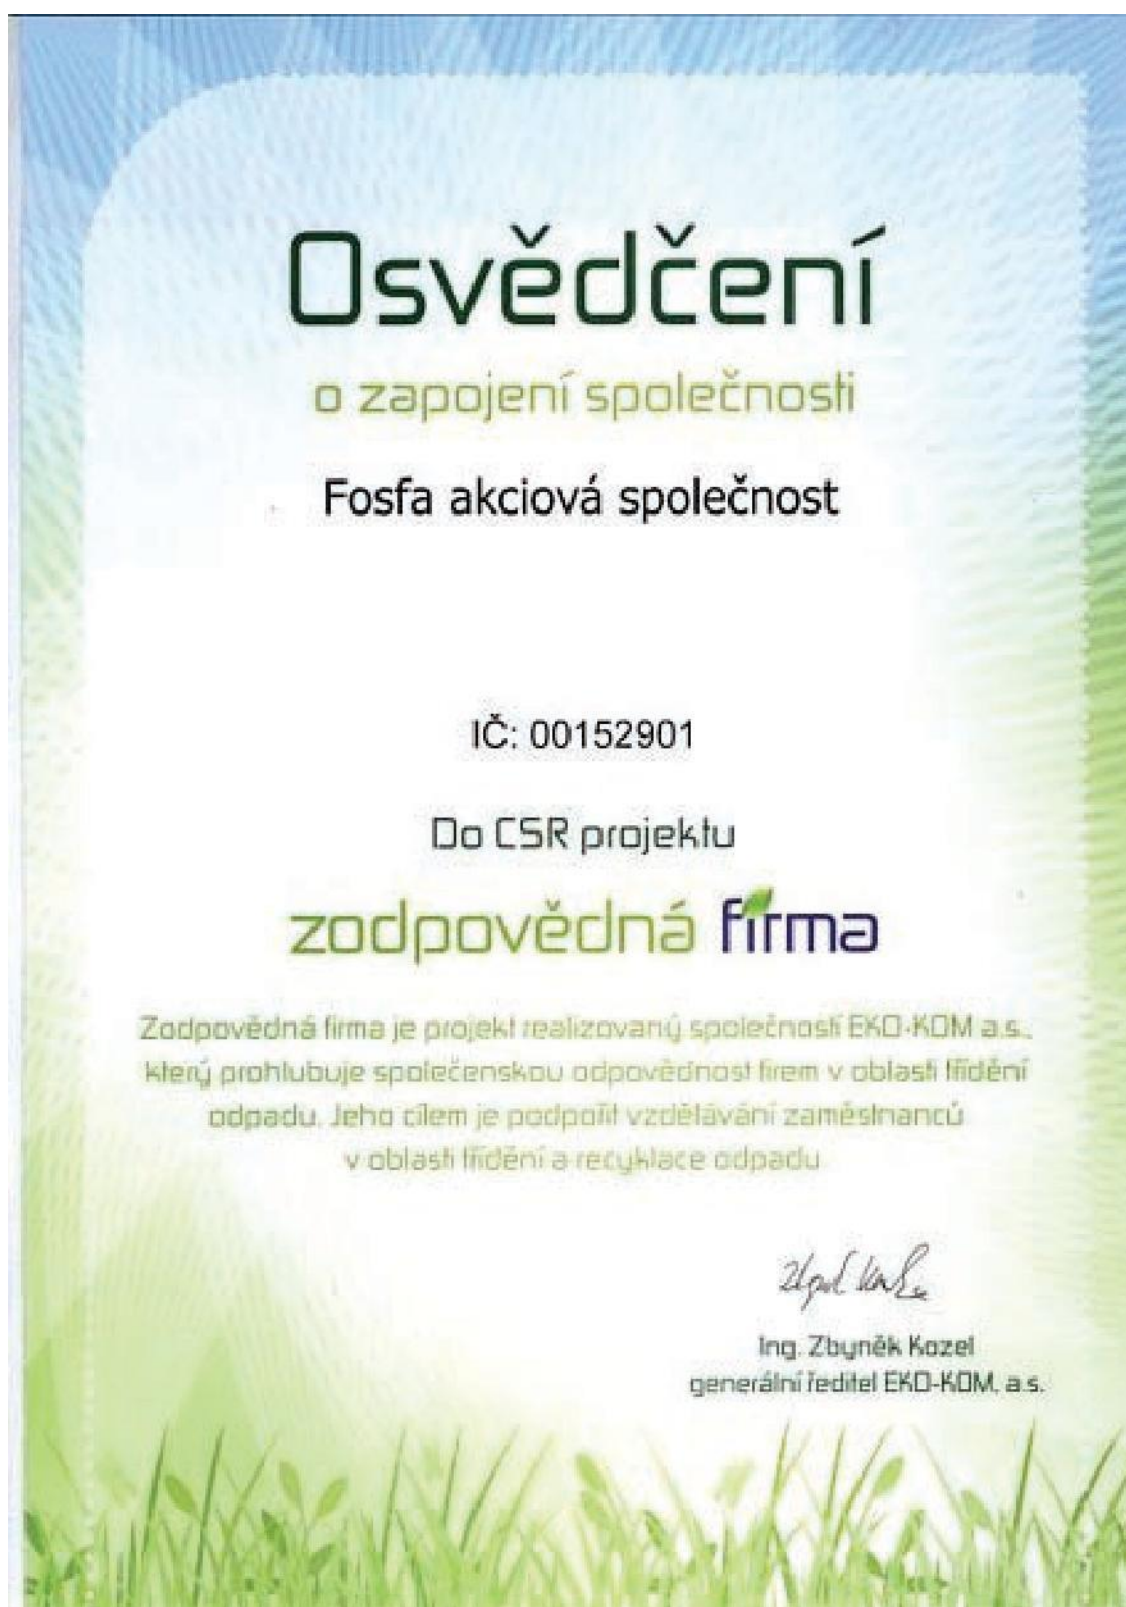 Osvědčení
o zapojení společnosti
Fosfa akciová společnost
IČ: 00152901
Do CSR projektu
zodpovědná firma
Zodpovědná firma je projekt realizovaný společností EKO-KOM a.s.,
který prohlubuje společenskou odpovědnost firem v oblasti třídění
odpadu. Jeho cílem je podpořit vzdělávání zaměstnanců
v oblasti třídění a recyklace odpadu.
Ing. Zbyněk Kozel
generální ředitel EKO-KOM, a.s.